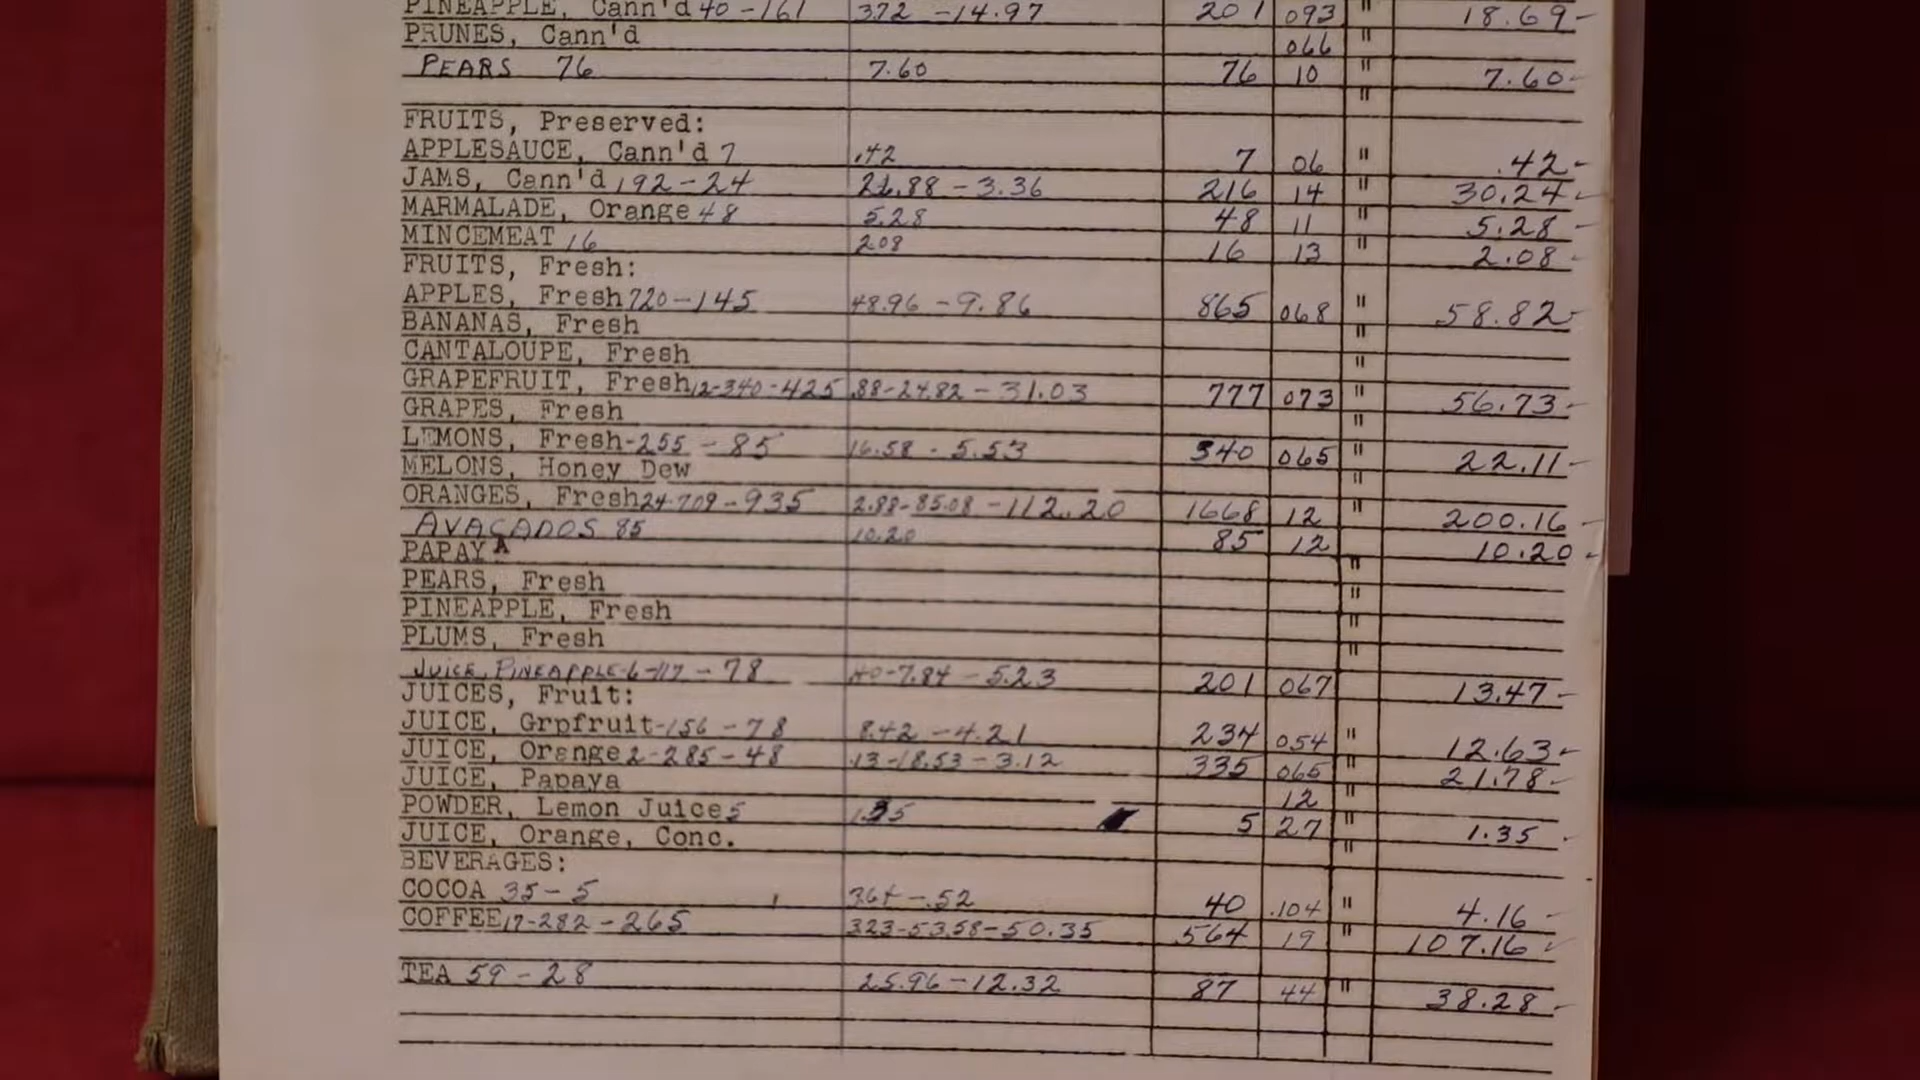 PINEAPPLE, Cann'd 40-161 3.72 -14.97 201 093 " 18.69-
PRUNES, Cann'd 066 "
PEARS 76 7.60 76 10 " 7.60-
"
FRUITS, Preserved:
APPLESAUCE, Cann'd 7 .42 7 06 " .42-
JAMS, Cann'd 192-24 26.88 - 3.36 216 14 " 30.24-
MARMALADE, Orange 48 5.28 48 11 " 5.28-
MINCEMEAT 16 208 16 13 " 2.08-
FRUITS, Fresh:
APPLES, Fresh 720-145 48.96 - 9.86 865 068 " 58.82-
BANANAS, Fresh "
CANTALOUPE, Fresh "
GRAPEFRUIT, Fresh 12-340-425 .88-24.82 - 31.03 777 073 " 56.73-
GRAPES, Fresh "
LEMONS, Fresh-255 - 85 16.58 - 5.53 340 065 " 22.11-
MELONS, Honey Dew "
ORANGES, Fresh 24-709-935 2.88-85.08-112.20 1668 12 " 200.16-
AVACADOS 85 10.20 85 12 10.20-
PAPAYA "
PEARS, Fresh "
PINEAPPLE, Fresh "
PLUMS, Fresh "
JUICE, PINEAPPLE-6-117-78 .40-7.84 - 5.23 201 067 13.47-
JUICES, Fruit:
JUICE, Grpfruit-156-78 8.42 -4.21 234 054 " 12.63-
JUICE, Orange 2-285-48 .13-18.53-3.12 335 065 " 21.78-
JUICE, Papaya 12 "
POWDER, Lemon Juice 5 1.35 5 27 " 1.35-
JUICE, Orange, Conc. "
BEVERAGES:
COCOA 35-5 3.64 -.52 40 .104 " 4.16-
COFFEE 17-282-265 323-53.58-50.35 564 19 " 107.16-
TEA 59-28 25.96-12.32 87 44 " 38.28-